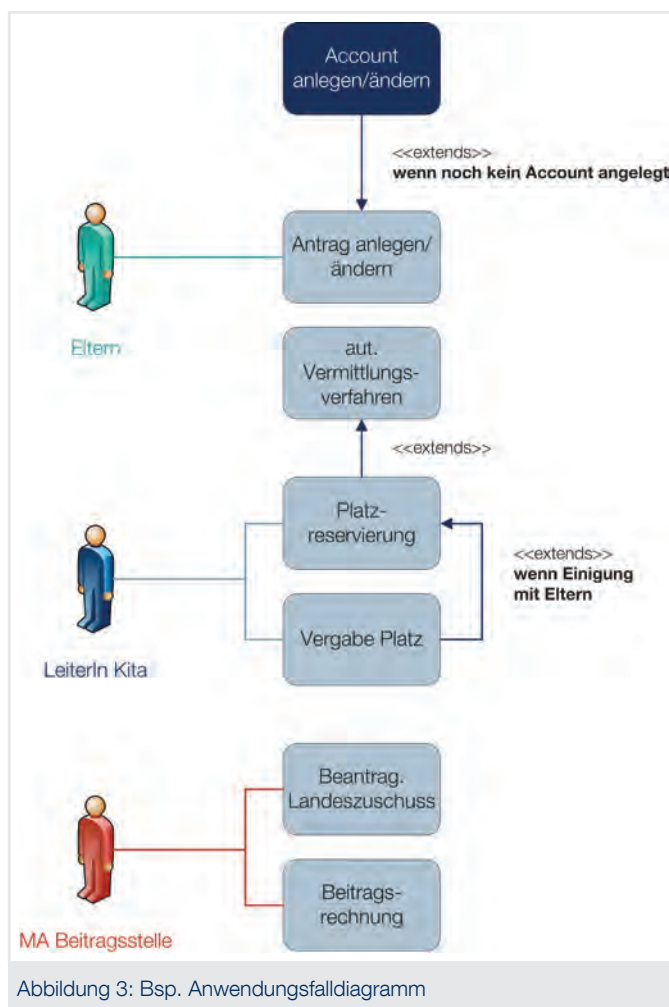 Account
anlegen/ändern
<<extends>>
wenn noch kein Account angelegt
Antrag anlegen/
ändern
Eltern
aut.
Vermittlungs-
verfahren
<<extends>>
Platz-
reservierung
<<extends>>
wenn Einigung
mit Eltern
Vergabe Platz
LeiterIn Kita
Beantrag.
Landeszuschuss
Beitrags-
rechnung
MA Beitragsstelle
Abbildung 3: Bsp. Anwendungsfalldiagramm